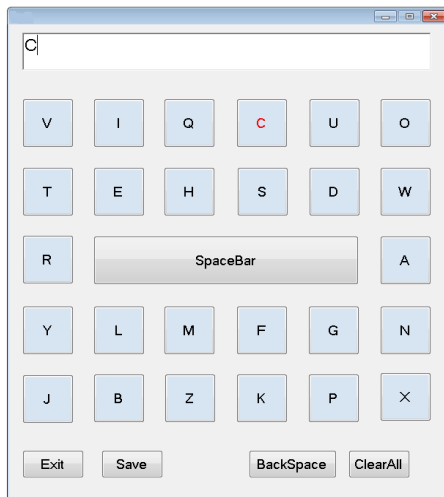 C
V I Q C U O
T E H S D W
R SpaceBar A
Y L M F G N
J B Z K P X
Exit Save BackSpace ClearAll